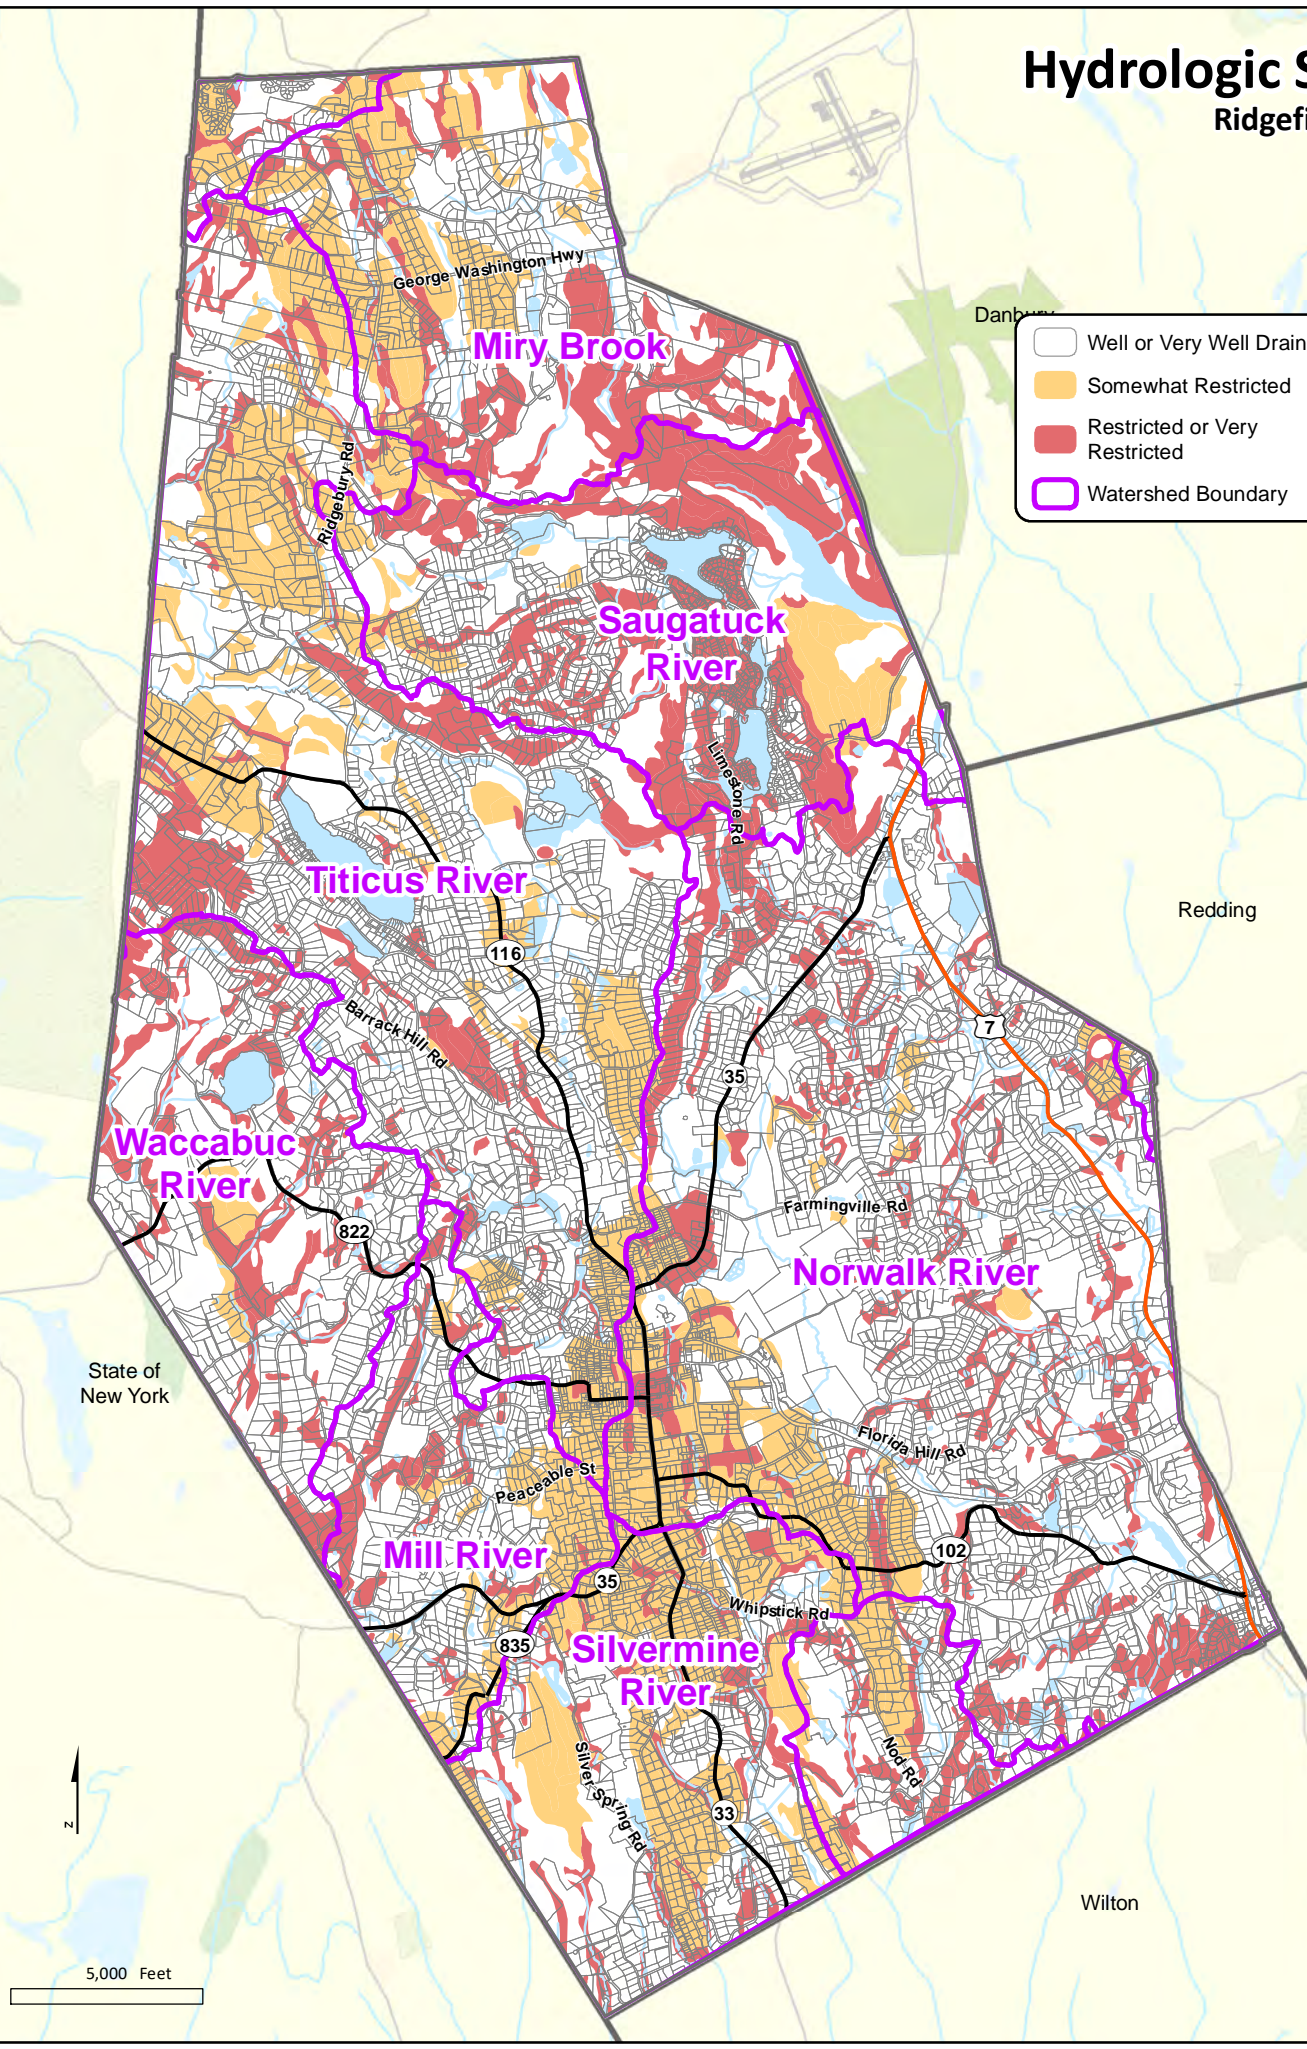 Hydrologic S
Ridgefi
George Washington Hwy
Danbury
Well or Very Well Drain
Somewhat Restricted
Restricted or Very
Restricted
Watershed Boundary
Miry Brook
Ridgebury Rd
Saugatuck
River
Limestone Rd
Titicus River
116
Redding
Barrack Hill Rd
7
35
Waccabuc
River
822
Farmingville Rd
Norwalk River
State of
New York
Florida Hill Rd
Peaceable St
Mill River
102
35
Whipstick Rd
835
Silvermine
River
Nod Rd
Silver Spring Rd
33
z
Wilton
5,000 Feet